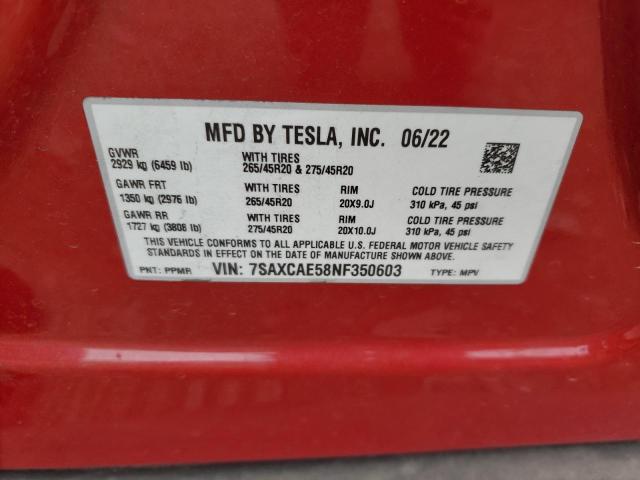 MFD BY TESLA, INC. 06/22
GVWR
2929 kg (6459 lb)
WITH TIRES
265/45R20 & 275/45R20
GAWR FRT
1350 kg (2976 lb)
WITH TIRES
265/45R20
RIM
20X9.0J
COLD TIRE PRESSURE
310 kPa, 45 psi
GAWR RR
1727 kg (3808 lb)
WITH TIRES
275/45R20
RIM
20X10.0J
COLD TIRE PRESSURE
310 kPa, 45 psi
THIS VEHICLE CONFORMS TO ALL APPLICABLE U.S. FEDERAL MOTOR VEHICLE SAFETY
STANDARDS IN EFFECT ON THE DATE OF MANUFACTURE SHOWN ABOVE.
PNT: PPMR VIN: 7SAXCAE58NF350603 TYPE: MPV